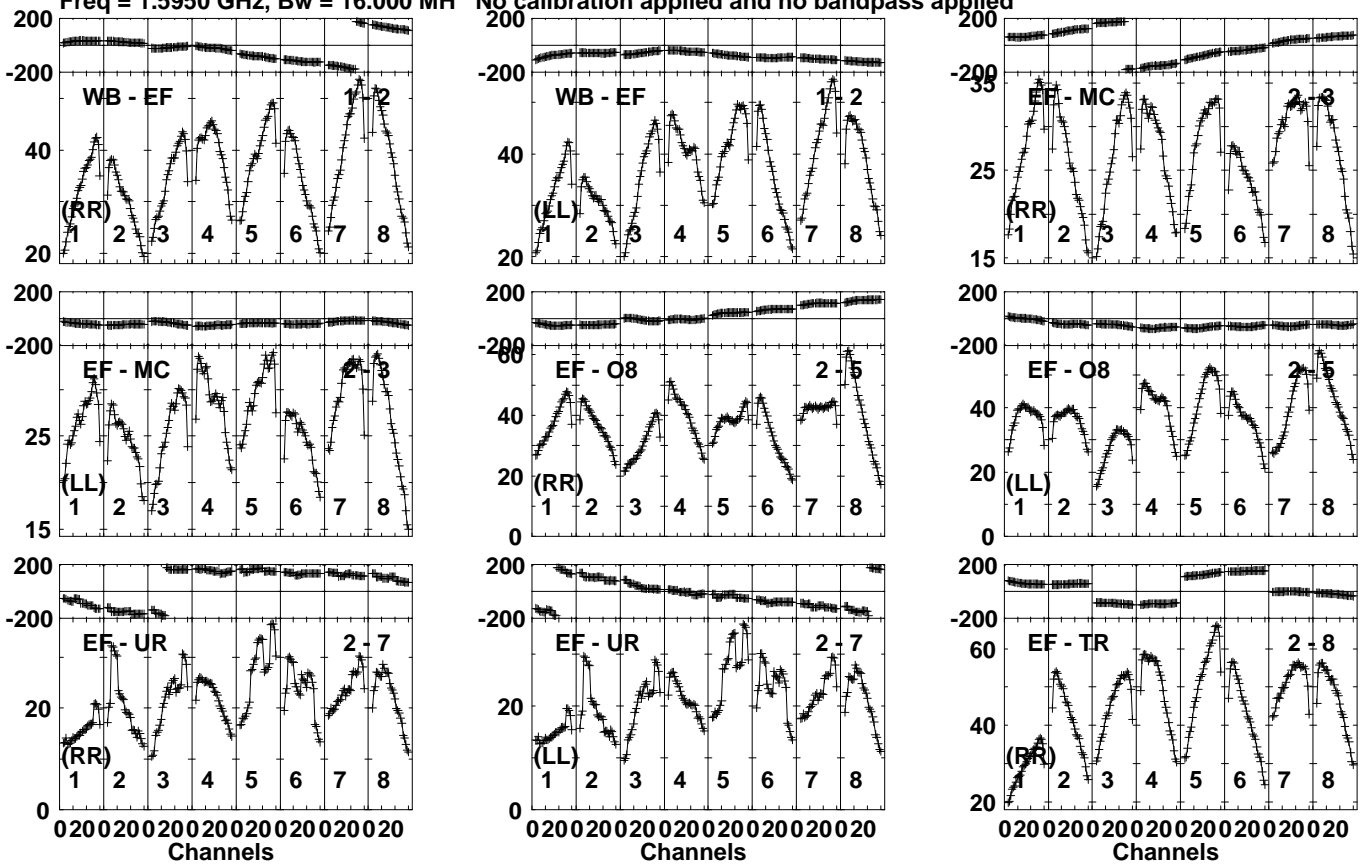 Freq = 1.5950 GHz, Bw = 16.000 MH No calibration applied and no bandpass applied
200 200 200
-200 -200 -200
WB - EF 1 - 2 WB - EF 1 - 2 35 EF - MC 2 - 3
40 40 25
(RR) (LL) (RR)
1 2 3 4 5 6 7 8 1 2 3 4 5 6 7 8 1 2 3 4 5 6 7 8
20 20 15
200 200 200
-200 -200 -200
EF - MC 2 - 3 60 EF - O8 2 - 5 60 EF - O8 2 - 5
25 40 40
20 20
(LL) (RR) (LL)
1 2 3 4 5 6 7 8 1 2 3 4 5 6 7 8 1 2 3 4 5 6 7 8
15 0 0
200 200 200
-200 -200 -200
EF - UR 2 - 7 EF - UR 2 - 7 60 EF - TR 2 - 8
20 20 40
(RR) (LL) (RR)
1 2 3 4 5 6 7 8 1 2 3 4 5 6 7 8 1 2 3 4 5 6 7 8
0 0 20
0 20 0 20 0 20 0 20 0 20 0 20 0 20 0 20 0 20 0 20 0 20 0 20 0 20 0 20 0 20 0 20 0 20 0 20 0 20 0 20 0 20 0 20 0 20 0 20
Channels Channels Channels